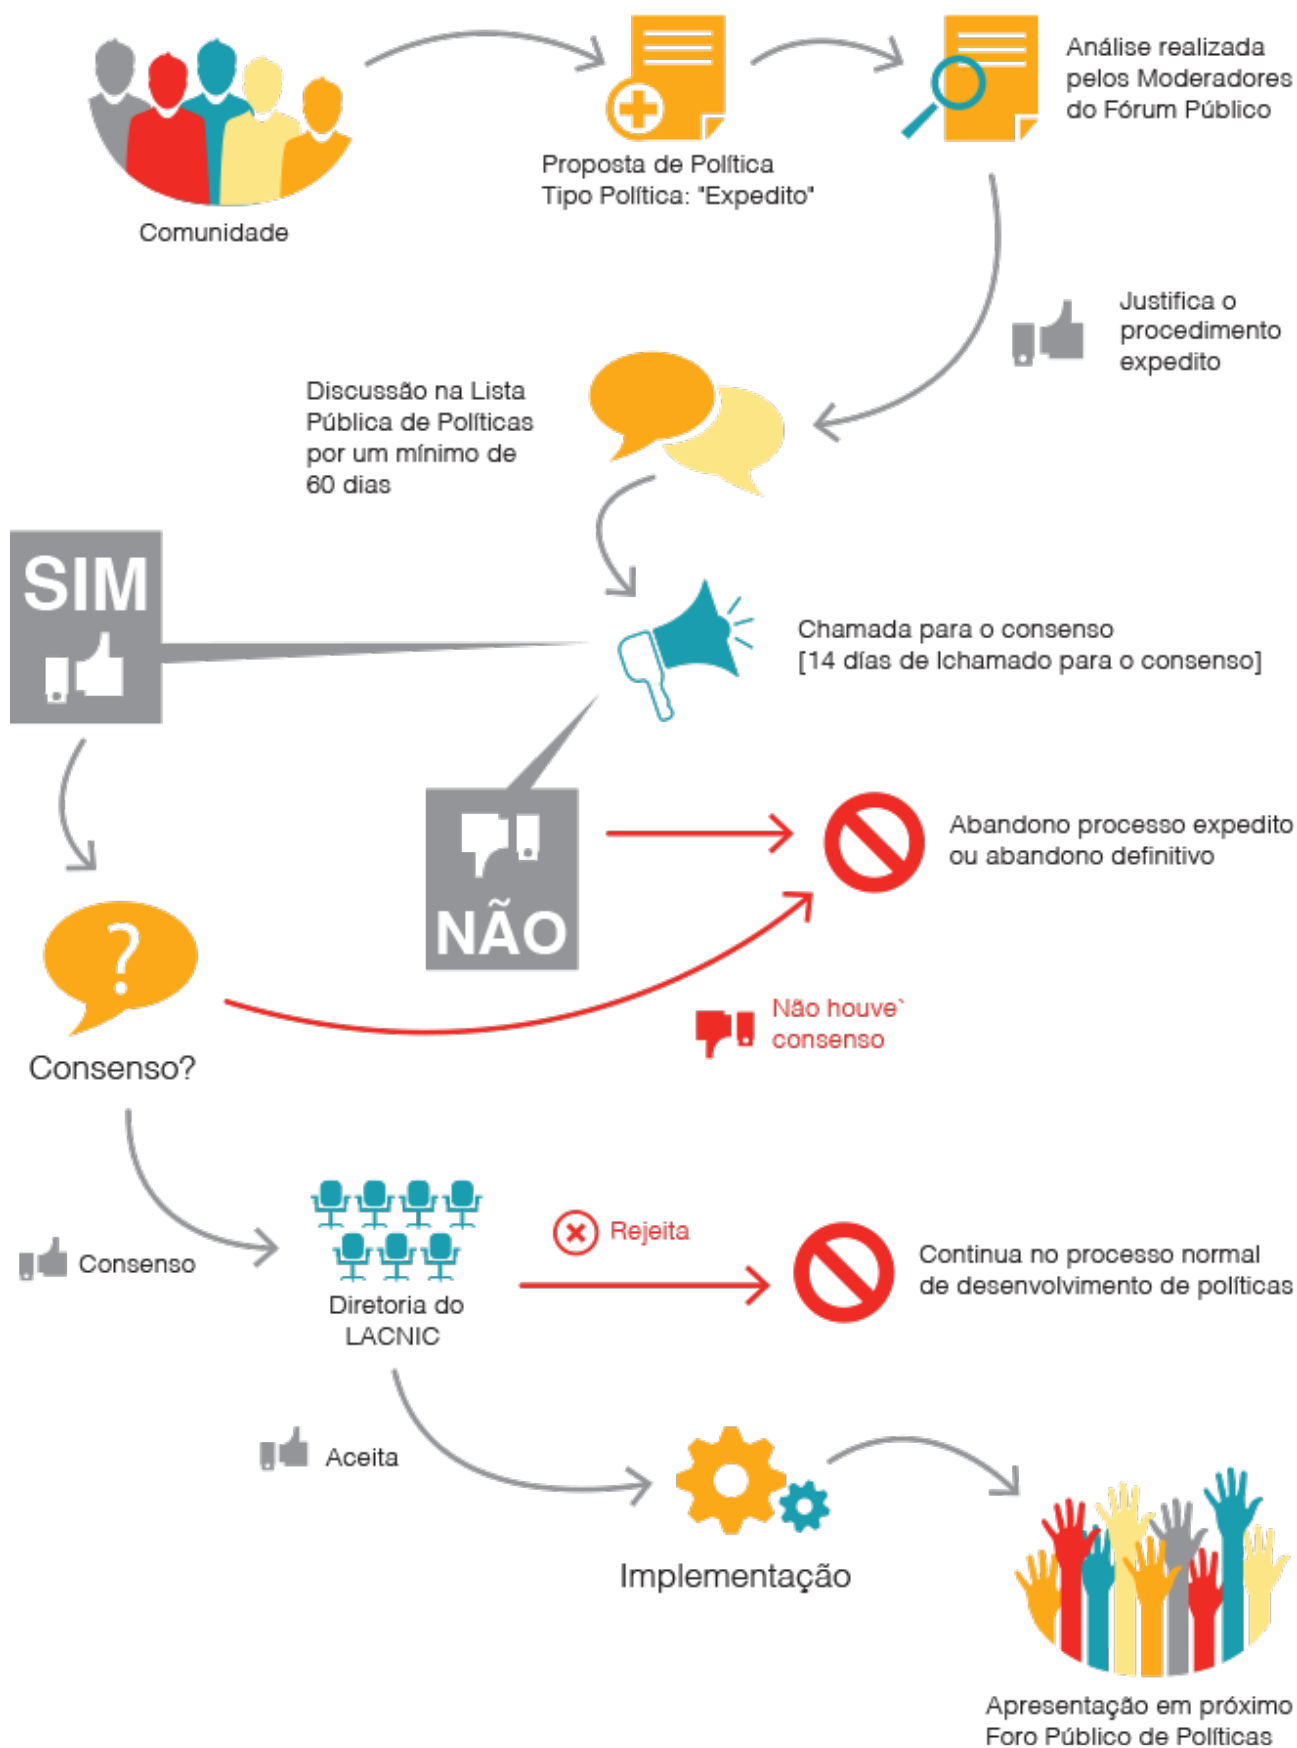 Análise realizada
pelos Moderadores
do Fórum Público
Proposta de Política
Tipo Política: "Expedito"
Comunidade
Justifica o
procedimento
expedito
Discussão na Lista
Pública de Políticas
por um mínimo de
60 dias
SIM
Chamada para o consenso
[14 días de Ichamado para o consenso]
NÃO
Abandono processo expedito
ou abandono definitivo
?
Consenso?
Não houve`
consenso
Consenso
Diretoria do
LACNIC
Rejeita
Continua no processo normal
de desenvolvimento de políticas
Aceita
Implementação
Apresentação em próximo
Foro Público de Políticas